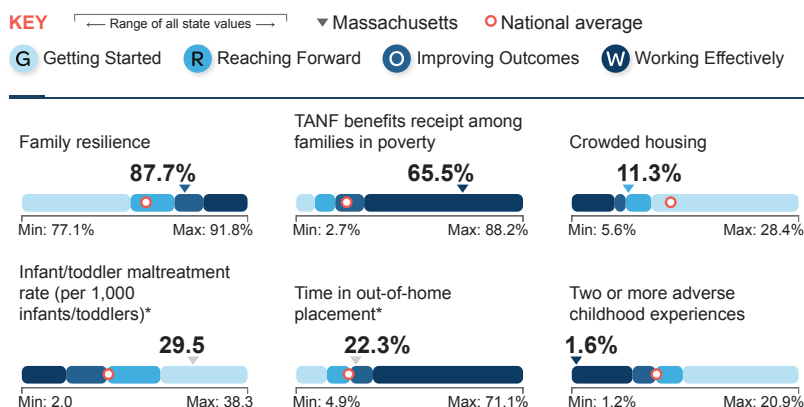 KEY
Range of all state values
Massachusetts
National average
G Getting Started
R Reaching Forward
O Improving Outcomes
W Working Effectively
Family resilience
87.7%
Min: 77.1% Max: 91.8%
TANF benefits receipt among
families in poverty
65.5%
Min: 2.7% Max: 88.2%
Crowded housing
11.3%
Min: 5.6% Max: 28.4%
Infant/toddler maltreatment
rate (per 1,000
infants/toddlers)*
29.5
Min: 2.0 Max: 38.3
Time in out-of-home
placement*
22.3%
Min: 4.9% Max: 71.1%
Two or more adverse
childhood experiences
1.6%
Min: 1.2% Max: 20.9%